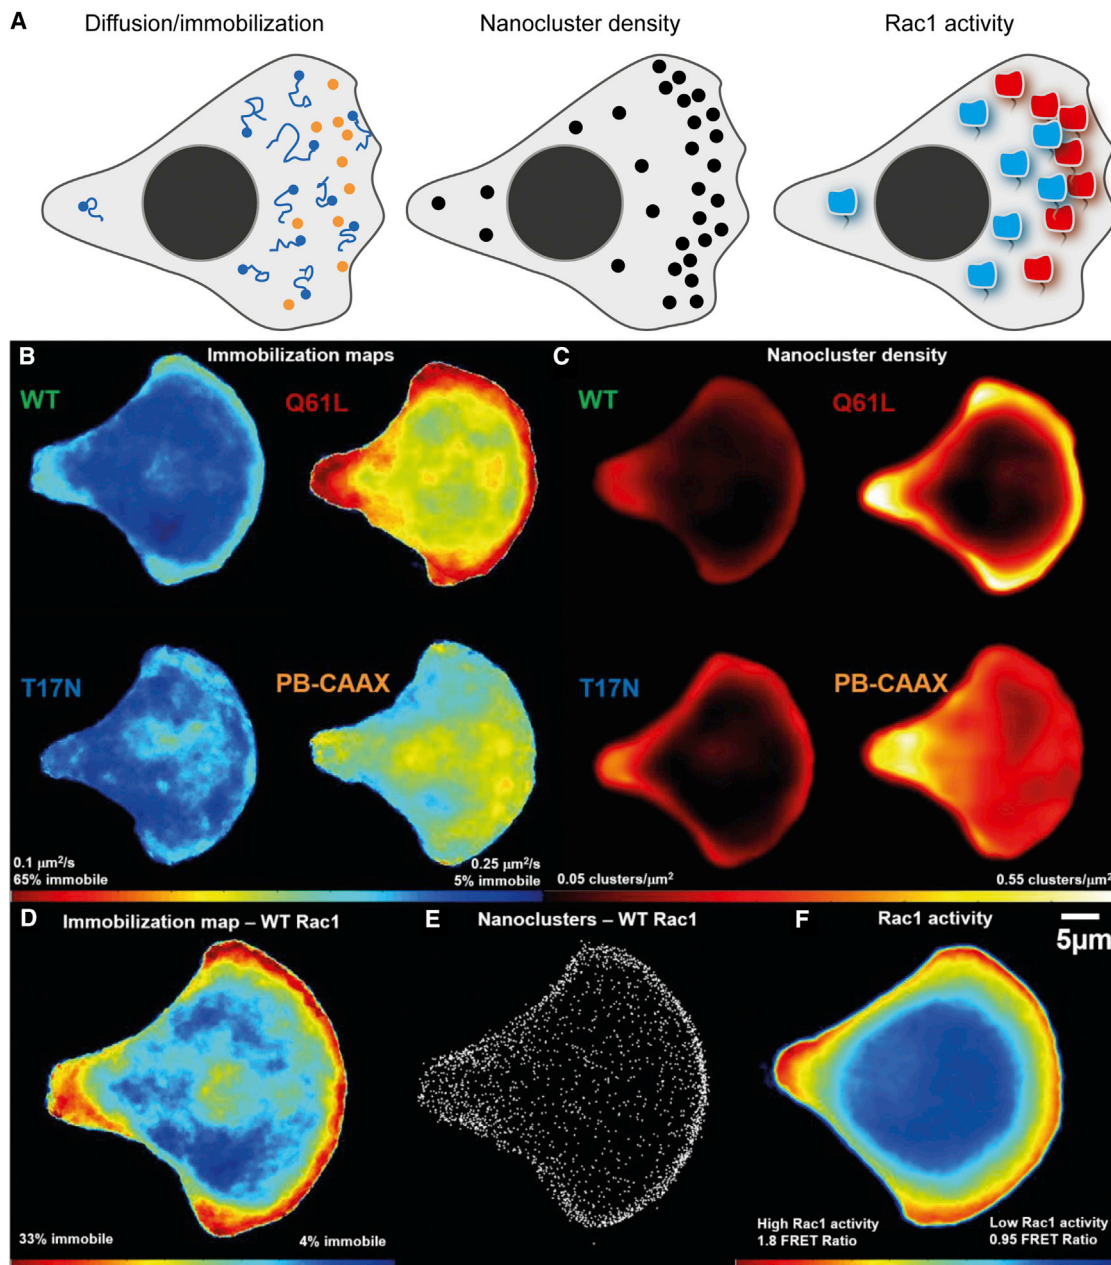 A
Diffusion/immobilization
Nanocluster density
Rac1 activity
B
Immobilization maps
WT
Q61L
T17N
PB-CAAX
0.1 μm²/s
65% immobile
0.25 μm²/s
5% immobile
C
Nanocluster density
WT
Q61L
T17N
PB-CAAX
0.05 clusters/μm²
0.55 clusters/μm²
D
Immobilization map – WT Rac1
33% immobile
4% immobile
E
Nanoclusters – WT Rac1
F
Rac1 activity
5μm
High Rac1 activity
1.8 FRET Ratio
Low Rac1 activity
0.95 FRET Ratio